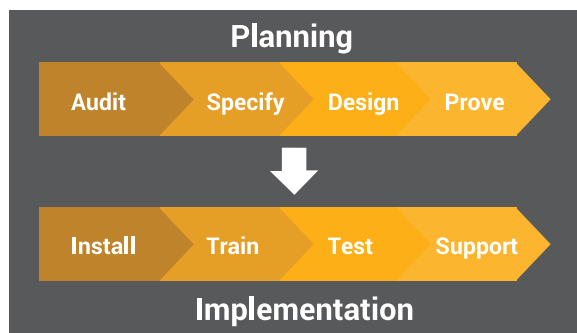 Planning
Audit Specify Design Prove
Install Train Test Support
Implementation